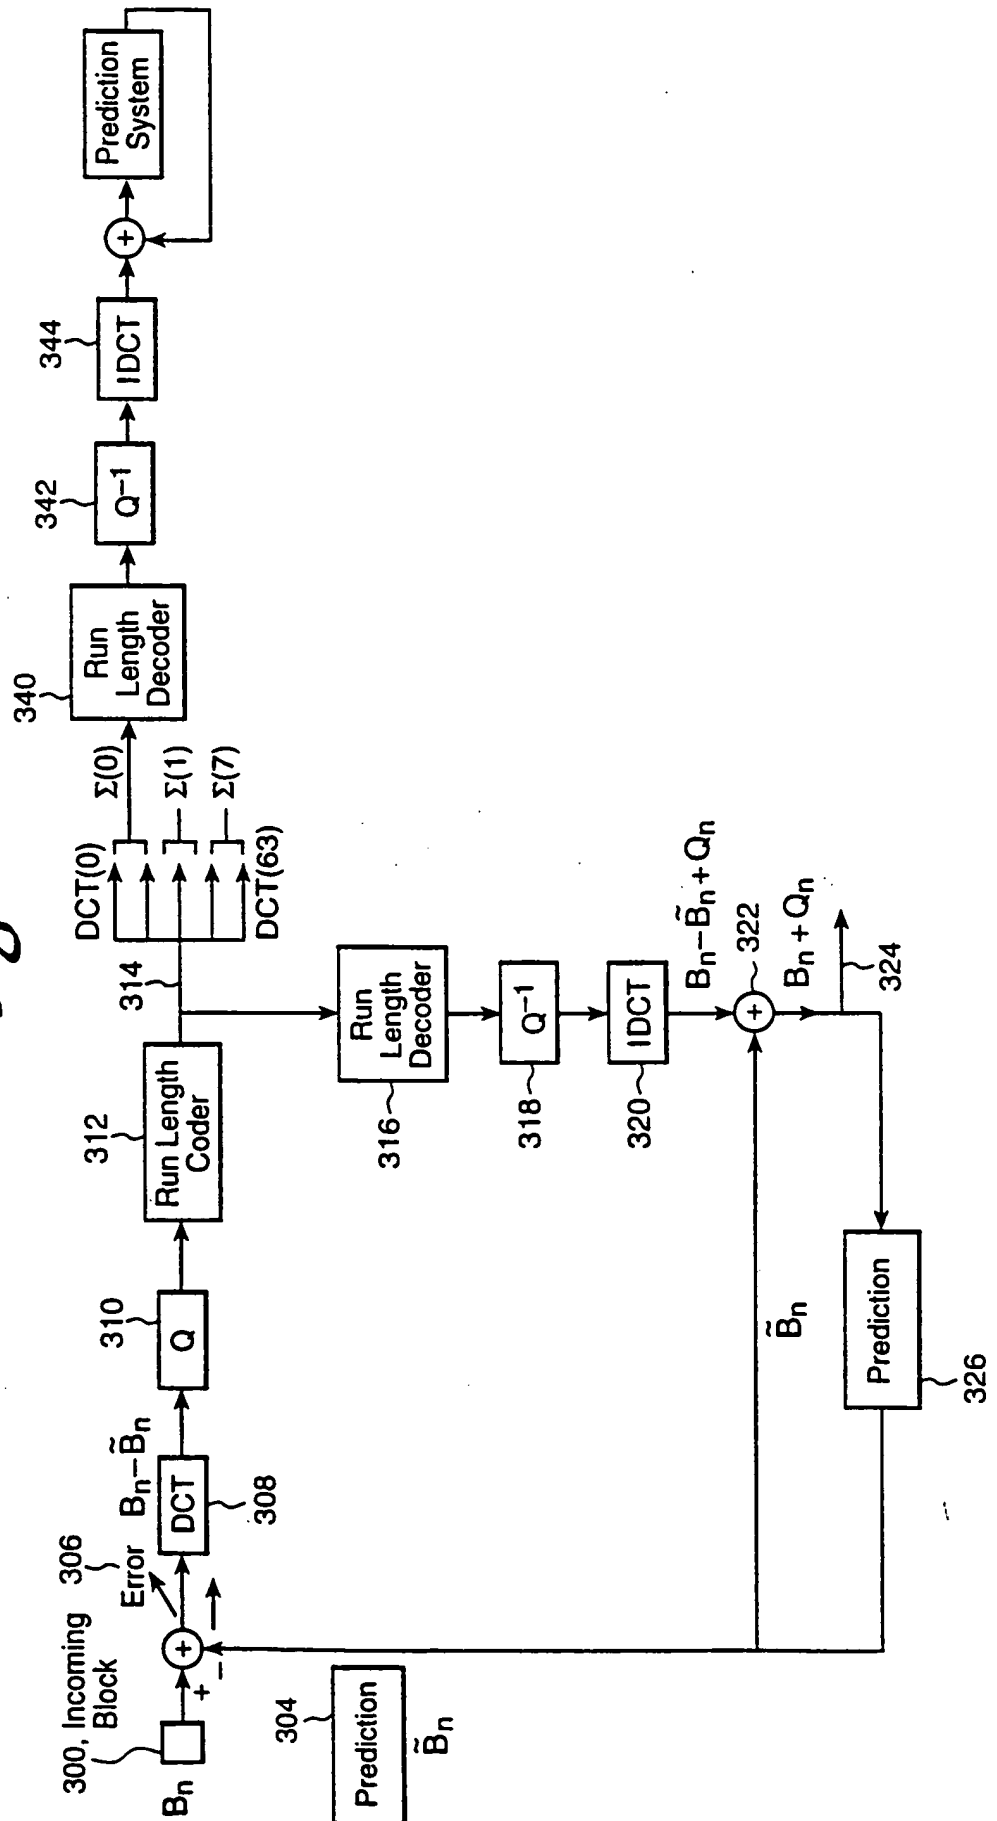 300, Incoming
Block
Bn
+
+
−
306
Error
Bn−B̃n
DCT
308
310
Q
312
Run Length
Coder
314
DCT(0)
DCT(63)
Σ(0)
Σ(1)
Σ(7)
340
Run
Length
Decoder
342
Q⁻¹
344
IDCT
+
Prediction
System
304
Prediction
B̃n
316
Run
Length
Decoder
318
Q⁻¹
320
IDCT
Bn−B̃n+Qn
322
+
Bn+Qn
324
B̃n
Prediction
326